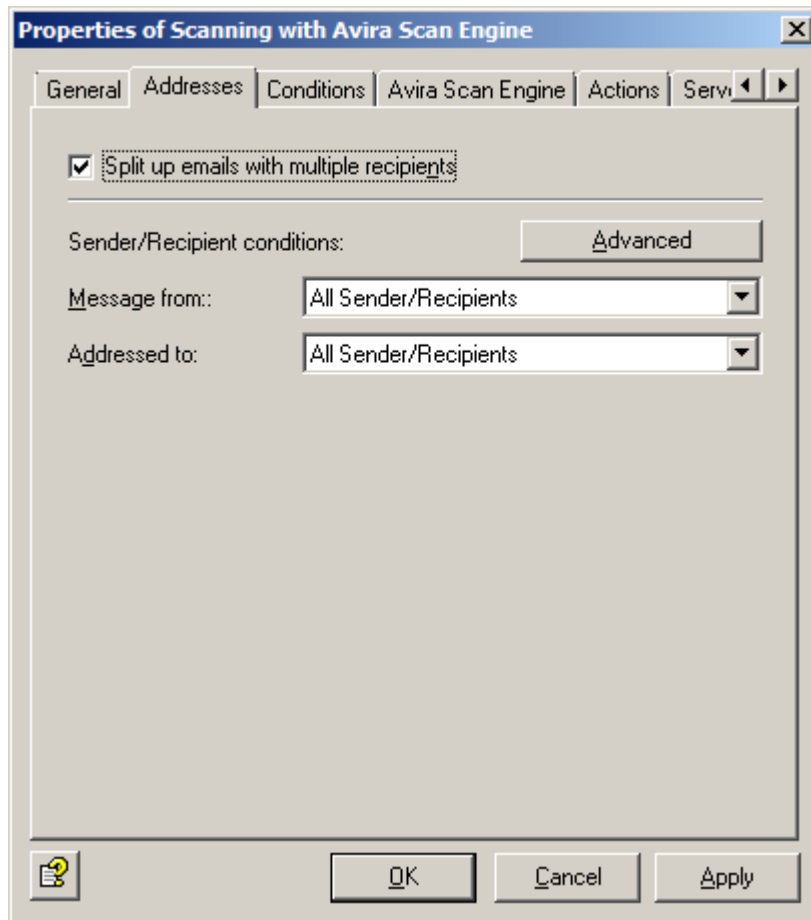 Properties of Scanning with Avira Scan Engine
General Addresses Conditions Avira Scan Engine Actions
Split up emails with multiple recipients
Sender/Recipient conditions: Advanced
Message from:: All Sender/Recipients
Addressed to: All Sender/Recipients
OK Cancel Apply